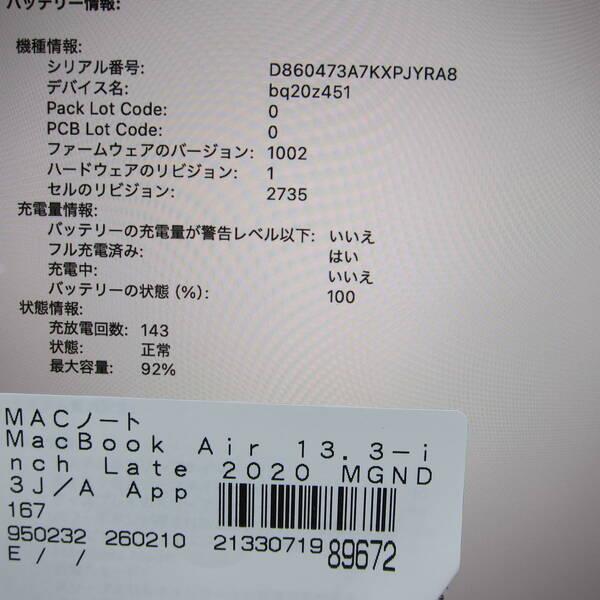 バッテリー情報:
機種情報:
シリアル番号: D860473A7KXPJYRA8
デバイス名: bq20z451
Pack Lot Code: 0
PCB Lot Code: 0
ファームウェアのバージョン: 1002
ハードウェアのリビジョン: 1
セルのリビジョン: 2735
充電量情報:
バッテリーの充電量が警告レベル以下: いいえ
フル充電済み: はい
充電中: いいえ
バッテリーの状態 (%): 100
状態情報:
充放電回数: 143
状態: 正常
最大容量: 92%
MACノート
MacBook Air 13.3-i
nch Late 2020 MGND
3J/A App
167
950232 260210 21330719 89672
E / /